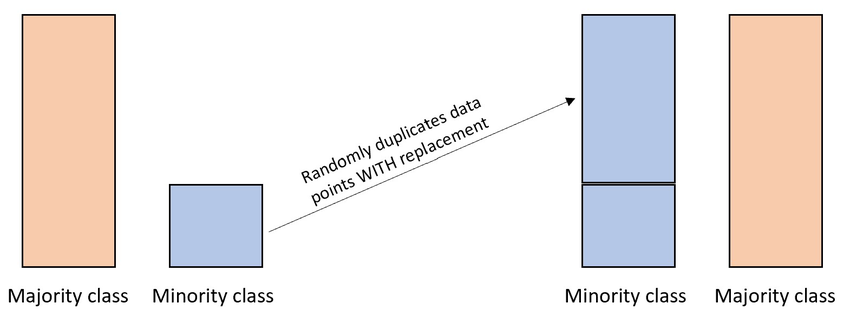 Randomly duplicates data
points WITH replacement
Majority class
Minority class
Minority class
Majority class